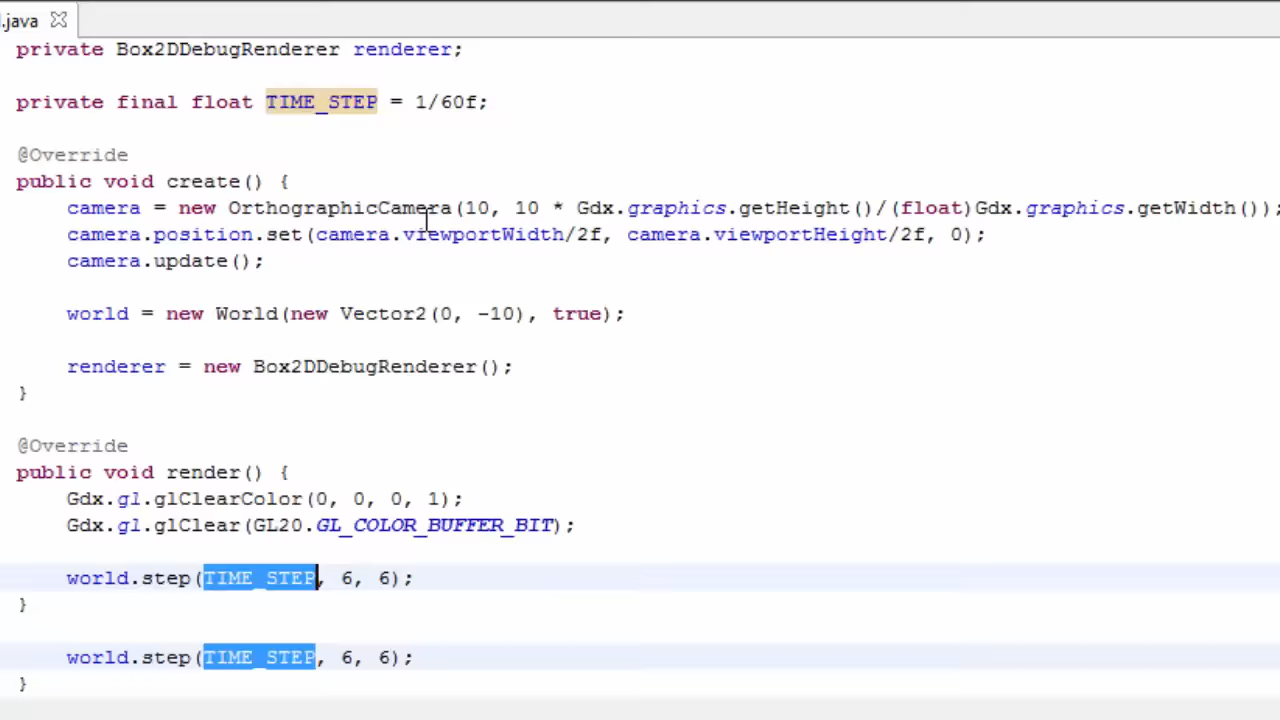 .java
private Box2DDebugRenderer renderer;
private final float TIME_STEP = 1/60f;
@Override
public void create() {
camera = new OrthographicCamera(10, 10 * Gdx.graphics.getHeight()/(float)Gdx.graphics.getWidth());
camera.position.set(camera.viewportWidth/2f, camera.viewportHeight/2f, 0);
camera.update();
world = new World(new Vector2(0, -10), true);
renderer = new Box2DDebugRenderer();
}
@Override
public void render() {
Gdx.gl.glClearColor(0, 0, 0, 1);
Gdx.gl.glClear(GL20.GL_COLOR_BUFFER_BIT);
world.step(TIME_STEP, 6, 6);
}
world.step(TIME_STEP, 6, 6);
}